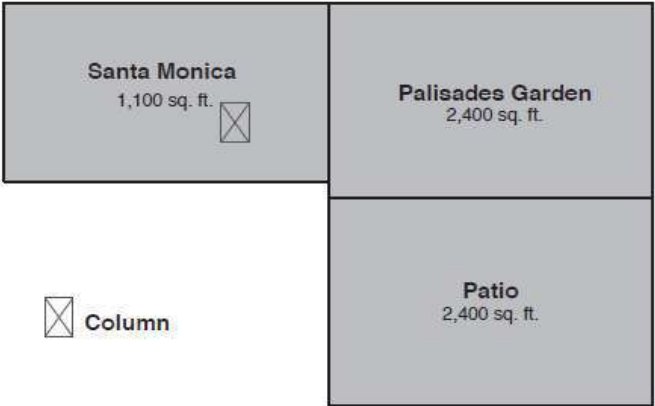 Santa Monica
1,100 sq. ft.
Palisades Garden
2,400 sq. ft.
Patio
2,400 sq. ft.
Column